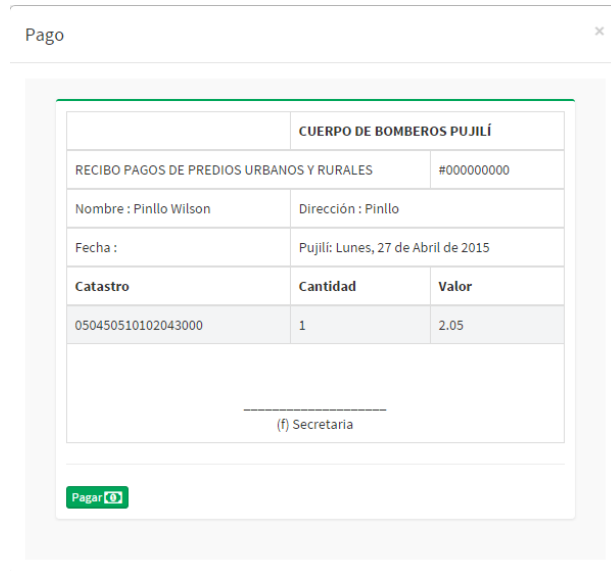 Pago ×
CUERPO DE BOMBEROS PUJILÍ
RECIBO PAGOS DE PREDIOS URBANOS Y RURALES #000000000
Nombre : Pinllo Wilson Dirección : Pinllo
Fecha : Pujilí: Lunes, 27 de Abril de 2015
Catastro Cantidad Valor
050450510102043000 1 2.05
____________________
(f) Secretaria
Pagar